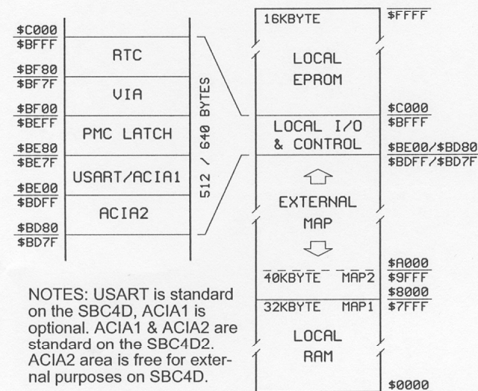 $C000
$BFFF
RTC
$BF80
$BF7F
VIA
$BF00
$BEFF
PMC LATCH
$BE80
$BE7F
USART/ACIA1
$BE00
$BDFF
ACIA2
$BD80
$BD7F
512 / 640 BYTES
16KBYTE
$FFFF
LOCAL
EPROM
$C000
$BFFF
LOCAL I/O
& CONTROL
$BE00/$BD80
$BDFF/$BD7F
EXTERNAL
MAP
$A000
40KBYTE MAP2
$9FFF
$8000
32KBYTE MAP1
$7FFF
LOCAL
RAM
$0000
NOTES: USART is standard
on the SBC4D, ACIA1 is
optional. ACIA1 & ACIA2 are
standard on the SBC4D2.
ACIA2 area is free for exter-
nal purposes on SBC4D.